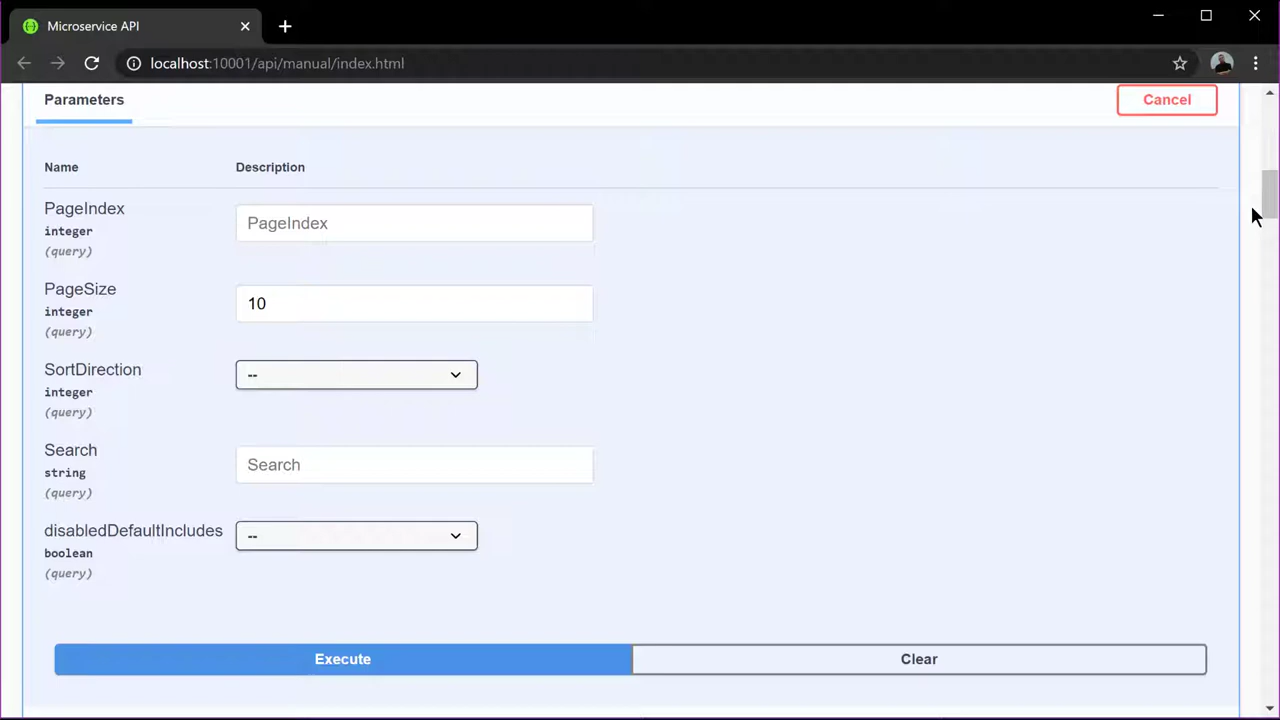 Microservice API
localhost:10001/api/manual/index.html
Parameters
Cancel
Name Description
PageIndex
integer
(query)
PageIndex
PageSize
integer
(query)
10
SortDirection
integer
(query)
--
Search
string
(query)
Search
disabledDefaultIncludes
boolean
(query)
--
Execute
Clear